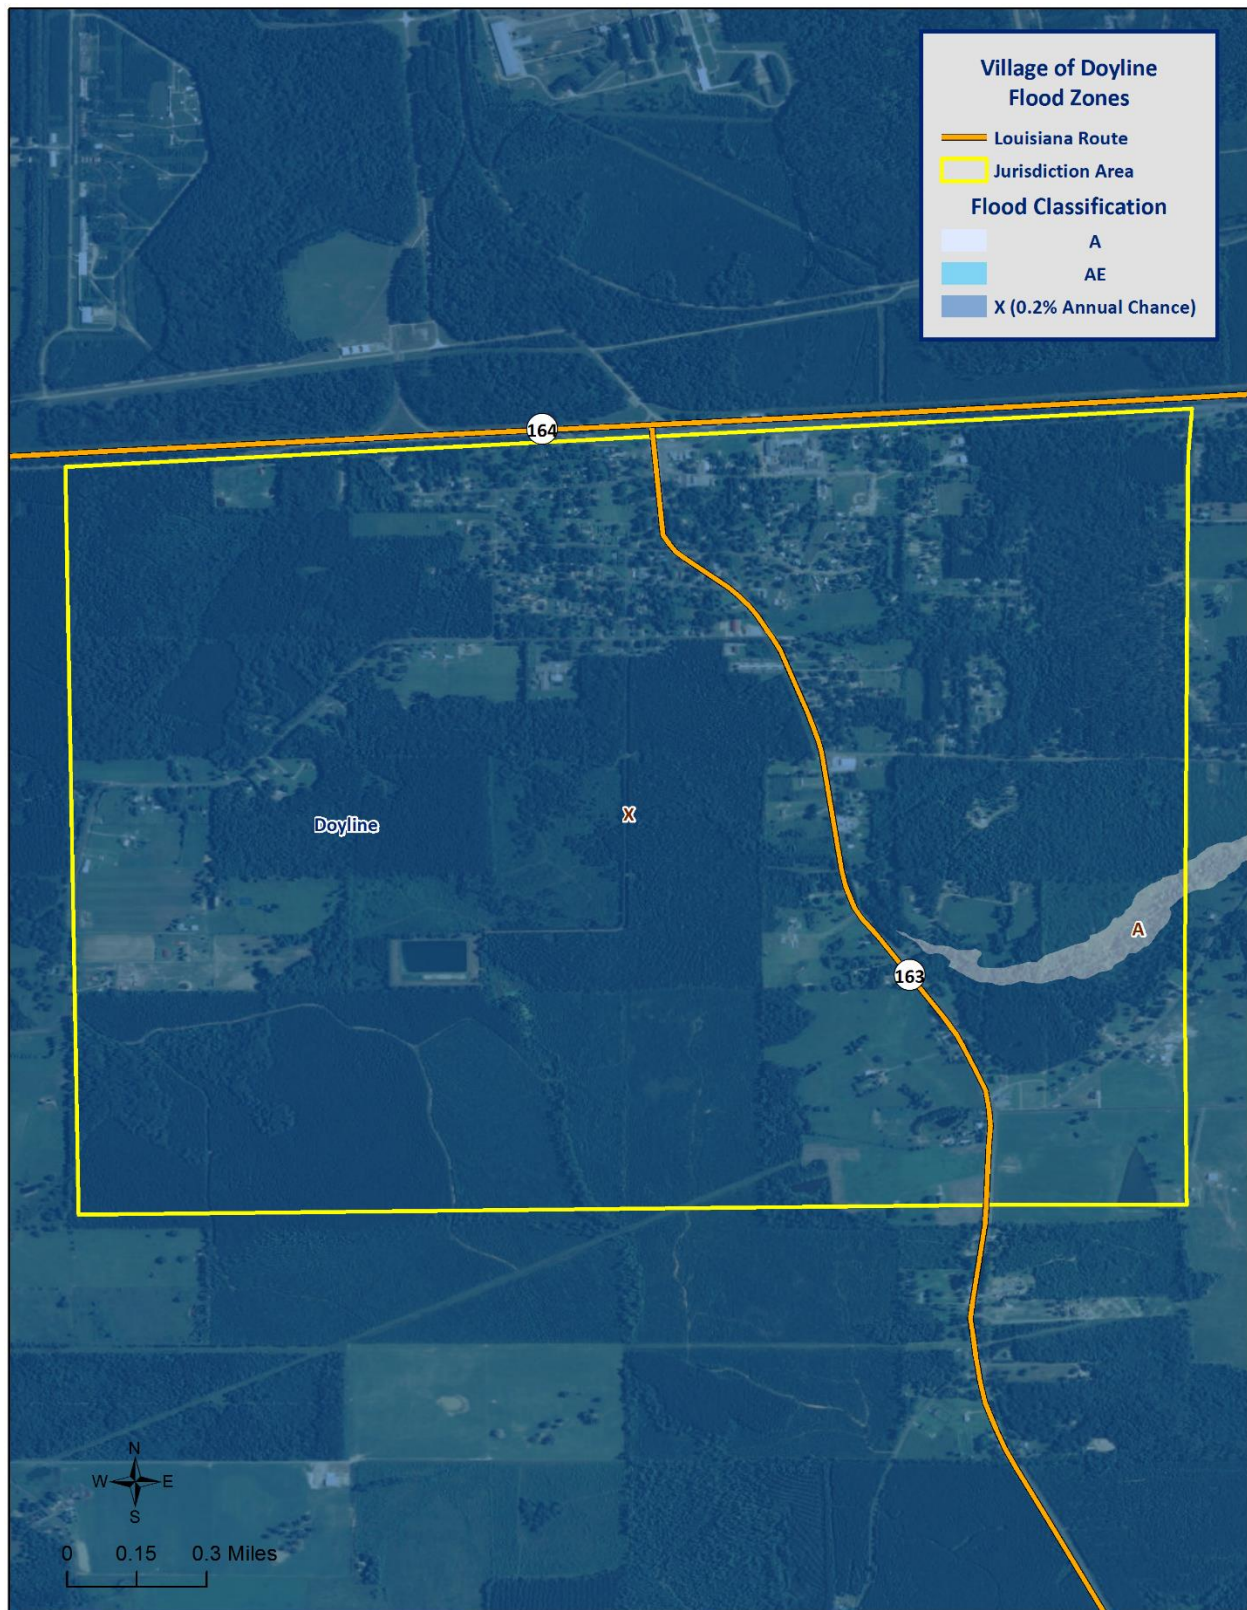 Village of Doyline
Flood Zones
Louisiana Route
Jurisdiction Area
Flood Classification
A
AE
X (0.2% Annual Chance)
164
X
Doyline
A
163
N
W E
S
0 0.15 0.3 Miles